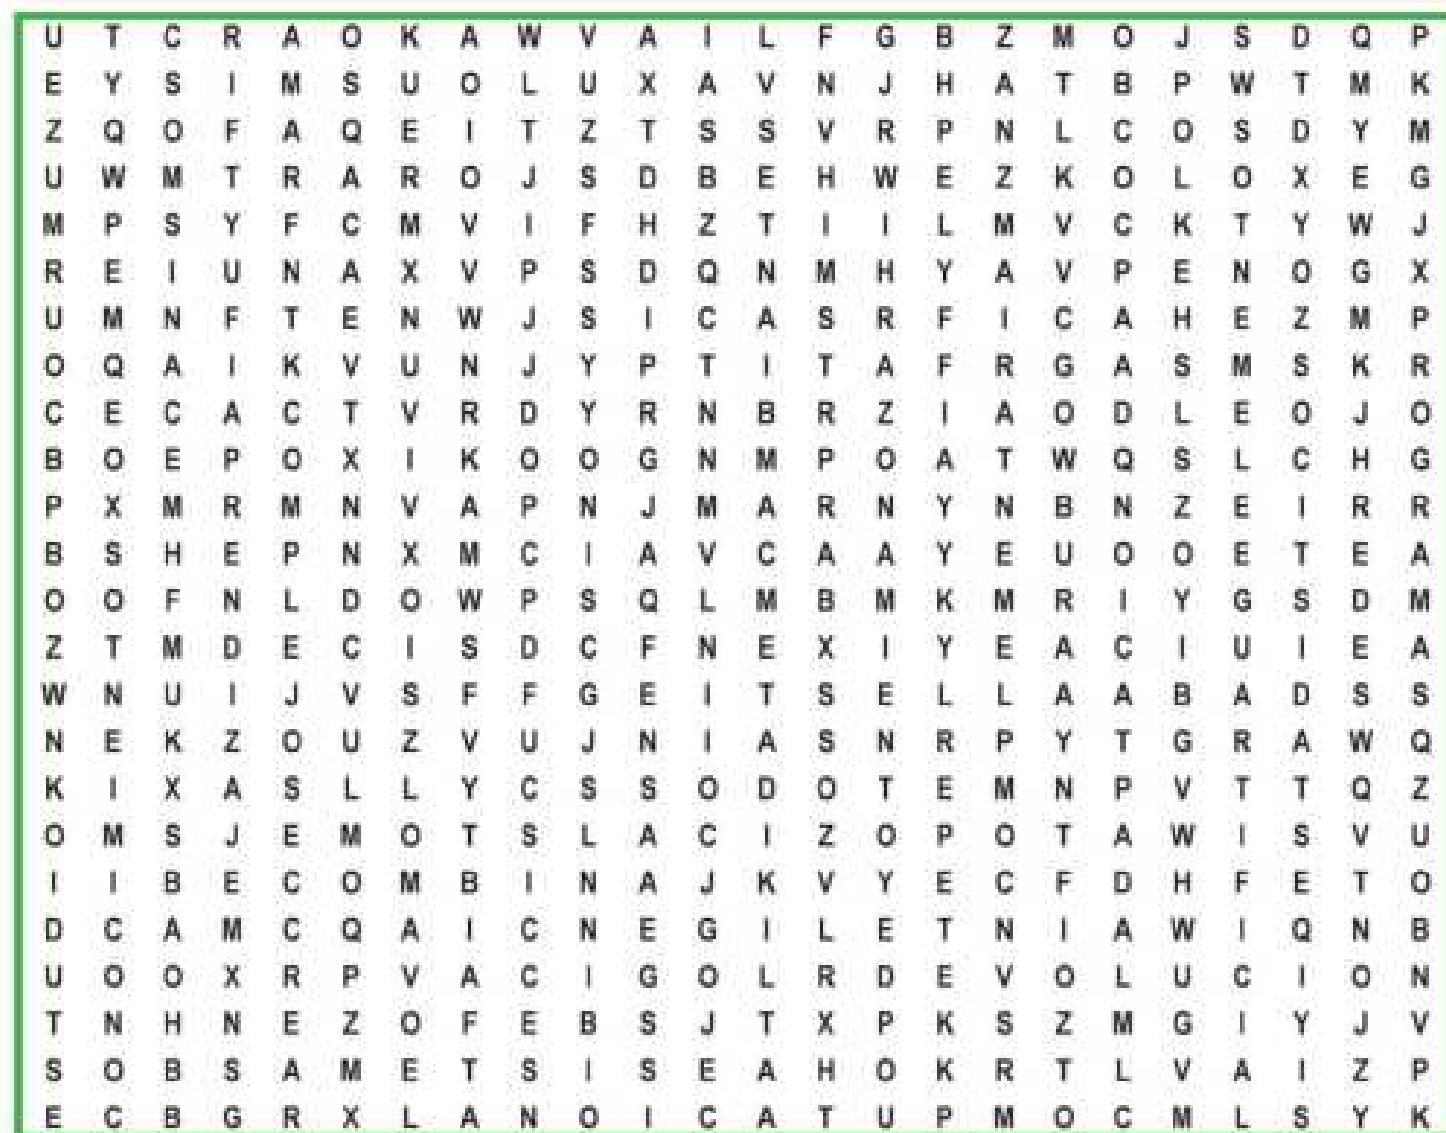 U T C R A O K A W V A I L F G B Z M O J S D Q P
E Y S I M S U O L U X A V N J H A T B P W T M K
Z Q O F A Q E I T Z T S S V R P N L C O S D Y M
U W M T R A R O J S D B E H W E Z K O L O X E G
M P S Y F C M V I F H Z T I I L M V C K T Y W J
R E I U N A X V P S D Q N M H Y A V P E N O G X
U M N F T E N W J S I C A S R F I C A H E Z M P
O Q A I K V U N J Y P T I T A F R G A S M S K R
C E C A C T V R D Y R N B R Z I A O D L E O J O
B O E P O X I K O O G N M P O A T W Q S L C H G
P X M R M N V A P N J M A R N Y N B N Z E I R R
B S H E P N X M C I A V C A A Y E U O O E T E A
O O F N L D O W P S Q L M B M K M R I Y G S D M
Z T M D E C I S D C F N E X I Y E A C I U I E A
W N U I J V S F F G E I T S E L L A A B A D S S
N E K Z O U Z V U J N I A S N R P Y T G R A W Q
K I X A S L L Y C S S O D O T E M N P V T T Q Z
O M S J E M O T S L A C I Z O P O T A W I S V U
I I B E C O M B I N A J K V Y E C F D H F E T O
D C A M C Q A I C N E G I L E T N I A W I Q N B
U O O X R P V A C I G O L R D E V O L U C I O N
T N H N E Z O F E B S J T X P K S Z M G I Y J V
S O B S A M E T S I S E A H O K R T L V A I Z P
E C B G R X L A N O I C A T U P M O C M L S Y K